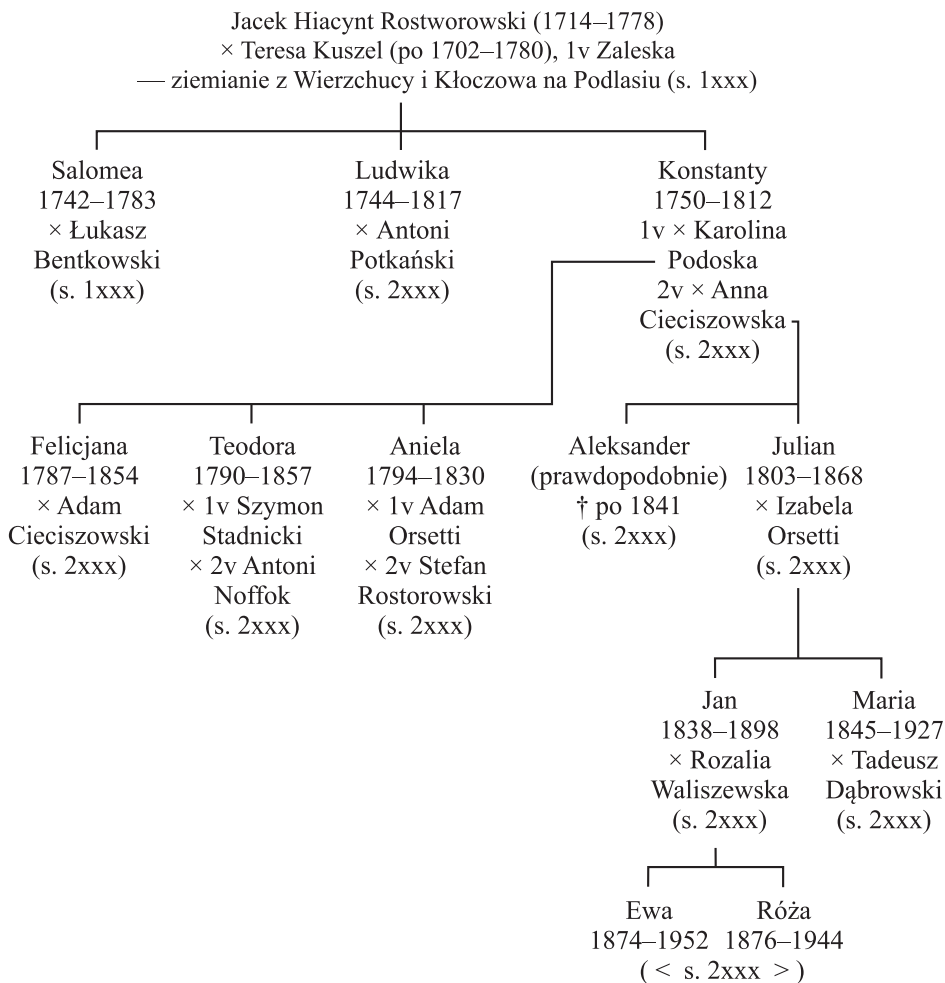 Jacek Hiacynt Rostworowski (1714–1778)
× Teresa Kuszel (po 1702–1780), 1v Zaleska
— ziemianie z Wierzchucy i Kłoczowa na Podlasiu (s. 1xxx)
Salomea
1742–1783
× Łukasz
Bentkowski
(s. 1xxx)
Ludwika
1744–1817
× Antoni
Potkański
(s. 2xxx)
Konstanty
1750–1812
1v × Karolina
Podoska
2v × Anna
Cieciszowska
(s. 2xxx)
Felicjana
1787–1854
× Adam
Cieciszowski
(s. 2xxx)
Teodora
1790–1857
× 1v Szymon
Stadnicki
× 2v Antoni
Noffok
(s. 2xxx)
Aniela
1794–1830
× 1v Adam
Orsetti
× 2v Stefan
Rostorowski
(s. 2xxx)
Aleksander
(prawdopodobnie)
† po 1841
(s. 2xxx)
Julian
1803–1868
× Izabela
Orsetti
(s. 2xxx)
Jan
1838–1898
× Rozalia
Waliszewska
(s. 2xxx)
Maria
1845–1927
× Tadeusz
Dąbrowski
(s. 2xxx)
Ewa
1874–1952
Róża
1876–1944
( < s. 2xxx > )